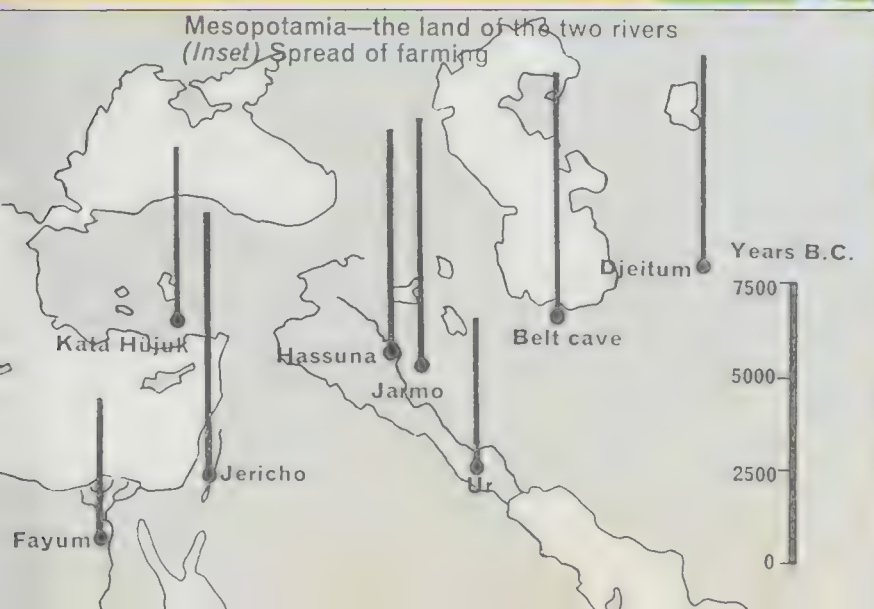 Mesopotamia—the land of the two rivers
(Inset) Spread of farming
Years B.C.
Djeitum
7500
Belt cave
Kata Hüjuk
Hassuna
5000
Jarmo
Jericho
2500
Ur
Fayum
0